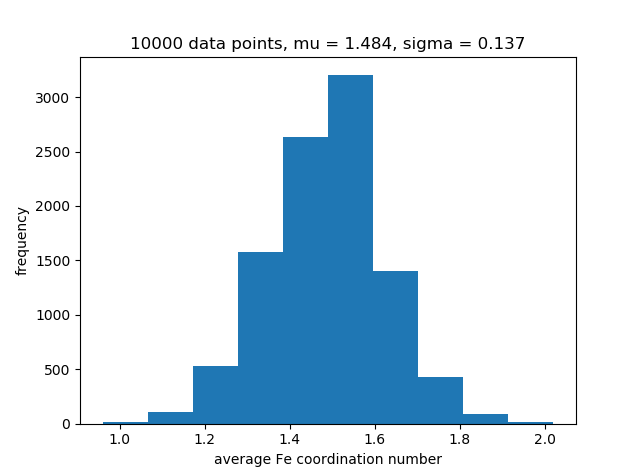 10000 data points, mu = 1.484, sigma = 0.137
3000
2500
2000
1500
1000
500
0
frequency
1.0 1.2 1.4 1.6 1.8 2.0
average Fe coordination number